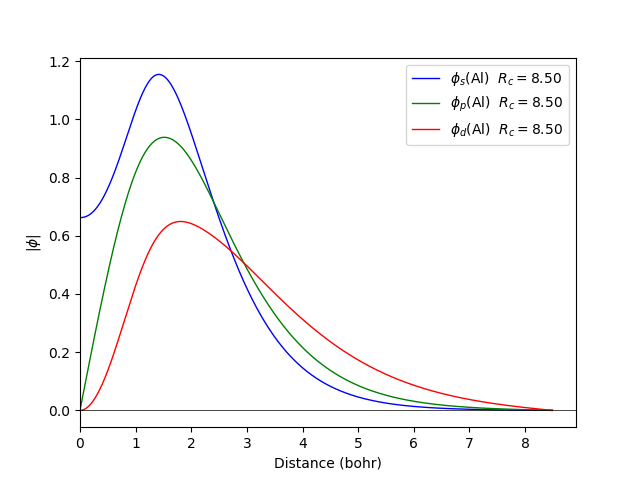 ϕs(Al) Rc = 8.50
ϕp(Al) Rc = 8.50
ϕd(Al) Rc = 8.50
|ϕ|
1.2
1.0
0.8
0.6
0.4
0.2
0.0
0 1 2 3 4 5 6 7 8
Distance (bohr)